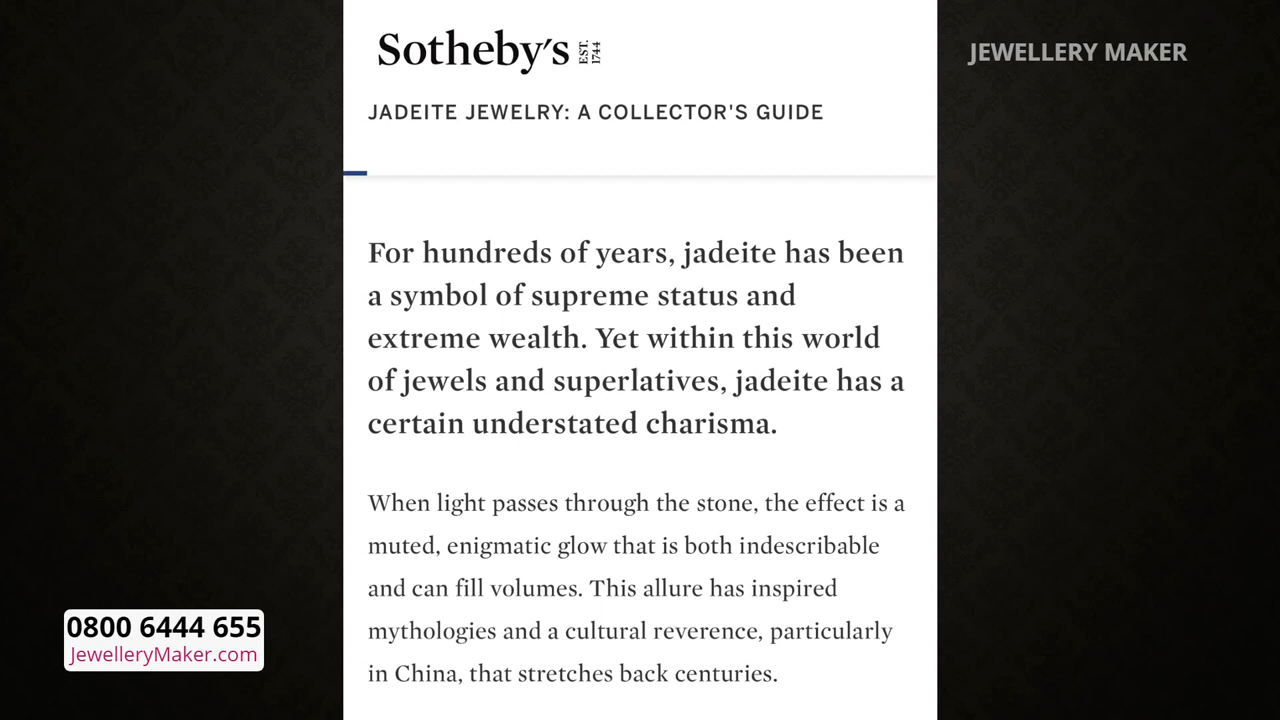 Sotheby's EST. 1744
JEWELLERY MAKER
JADEITE JEWELRY: A COLLECTOR'S GUIDE
For hundreds of years, jadeite has been
a symbol of supreme status and
extreme wealth. Yet within this world
of jewels and superlatives, jadeite has a
certain understated charisma.
When light passes through the stone, the effect is a
muted, enigmatic glow that is both indescribable
and can fill volumes. This allure has inspired
mythologies and a cultural reverence, particularly
in China, that stretches back centuries.
0800 6444 655
JewelleryMaker.com